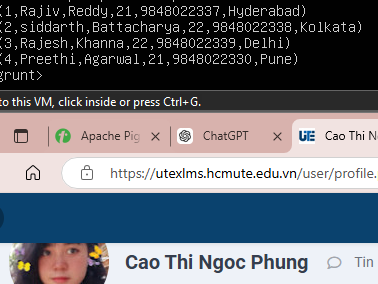 (1,Rajiv,Reddy,21,9848022337,Hyderabad)
(2,siddarth,Battacharya,22,9848022338,Kolkata)
(3,Rajesh,Khanna,22,9848022339,Delhi)
(4,Preethi,Agarwal,21,9848022330,Pune)
grunt>
to this VM, click inside or press Ctrl+G.
Apache Pig ChatGPT UE Cao Thi N
https://utexlms.hcmute.edu.vn/user/profile.
Cao Thi Ngoc Phung Tin